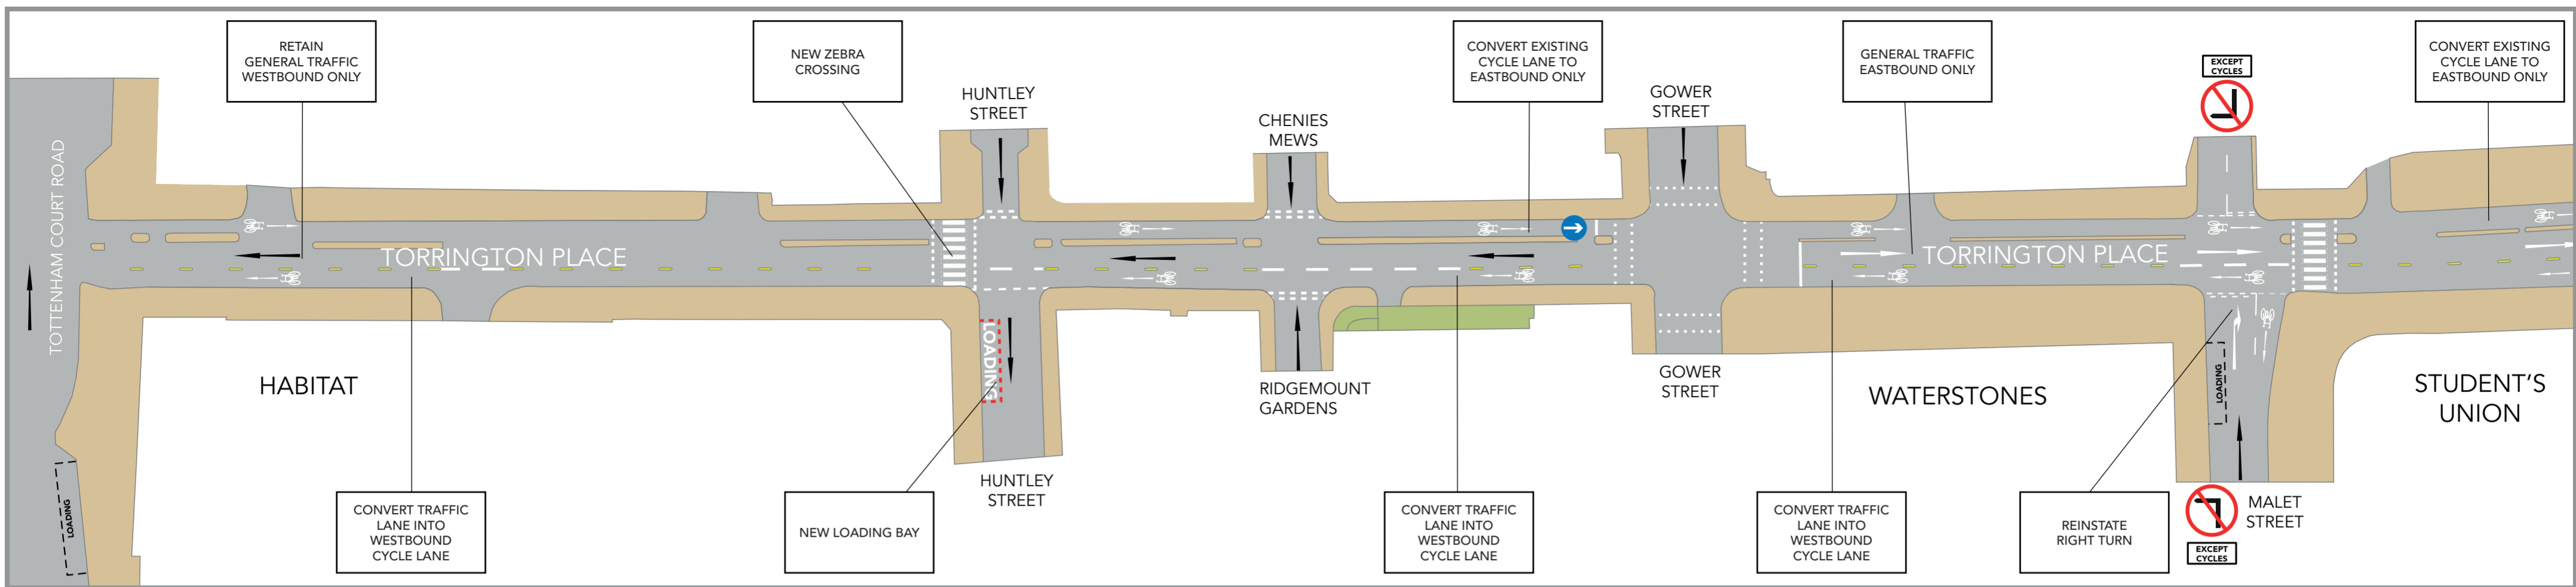 RETAIN
GENERAL TRAFFIC
WESTBOUND ONLY
NEW ZEBRA
CROSSING
CONVERT EXISTING
CYCLE LANE TO
EASTBOUND ONLY
GENERAL TRAFFIC
EASTBOUND ONLY
CONVERT EXISTING
CYCLE LANE TO
EASTBOUND ONLY
EXCEPT
CYCLES
HUNTLEY
STREET
CHENIES
MEWS
GOWER
STREET
TOTTENHAM COURT ROAD
TORRINGTON PLACE
TORRINGTON PLACE
LOADING
LOADING
LOADING
HABITAT
RIDGEMOUNT
GARDENS
GOWER
STREET
WATERSTONES
STUDENT'S
UNION
HUNTLEY
STREET
MALET
STREET
EXCEPT
CYCLES
CONVERT TRAFFIC
LANE INTO
WESTBOUND
CYCLE LANE
NEW LOADING BAY
CONVERT TRAFFIC
LANE INTO
WESTBOUND
CYCLE LANE
CONVERT TRAFFIC
LANE INTO
WESTBOUND
CYCLE LANE
REINSTATE
RIGHT TURN